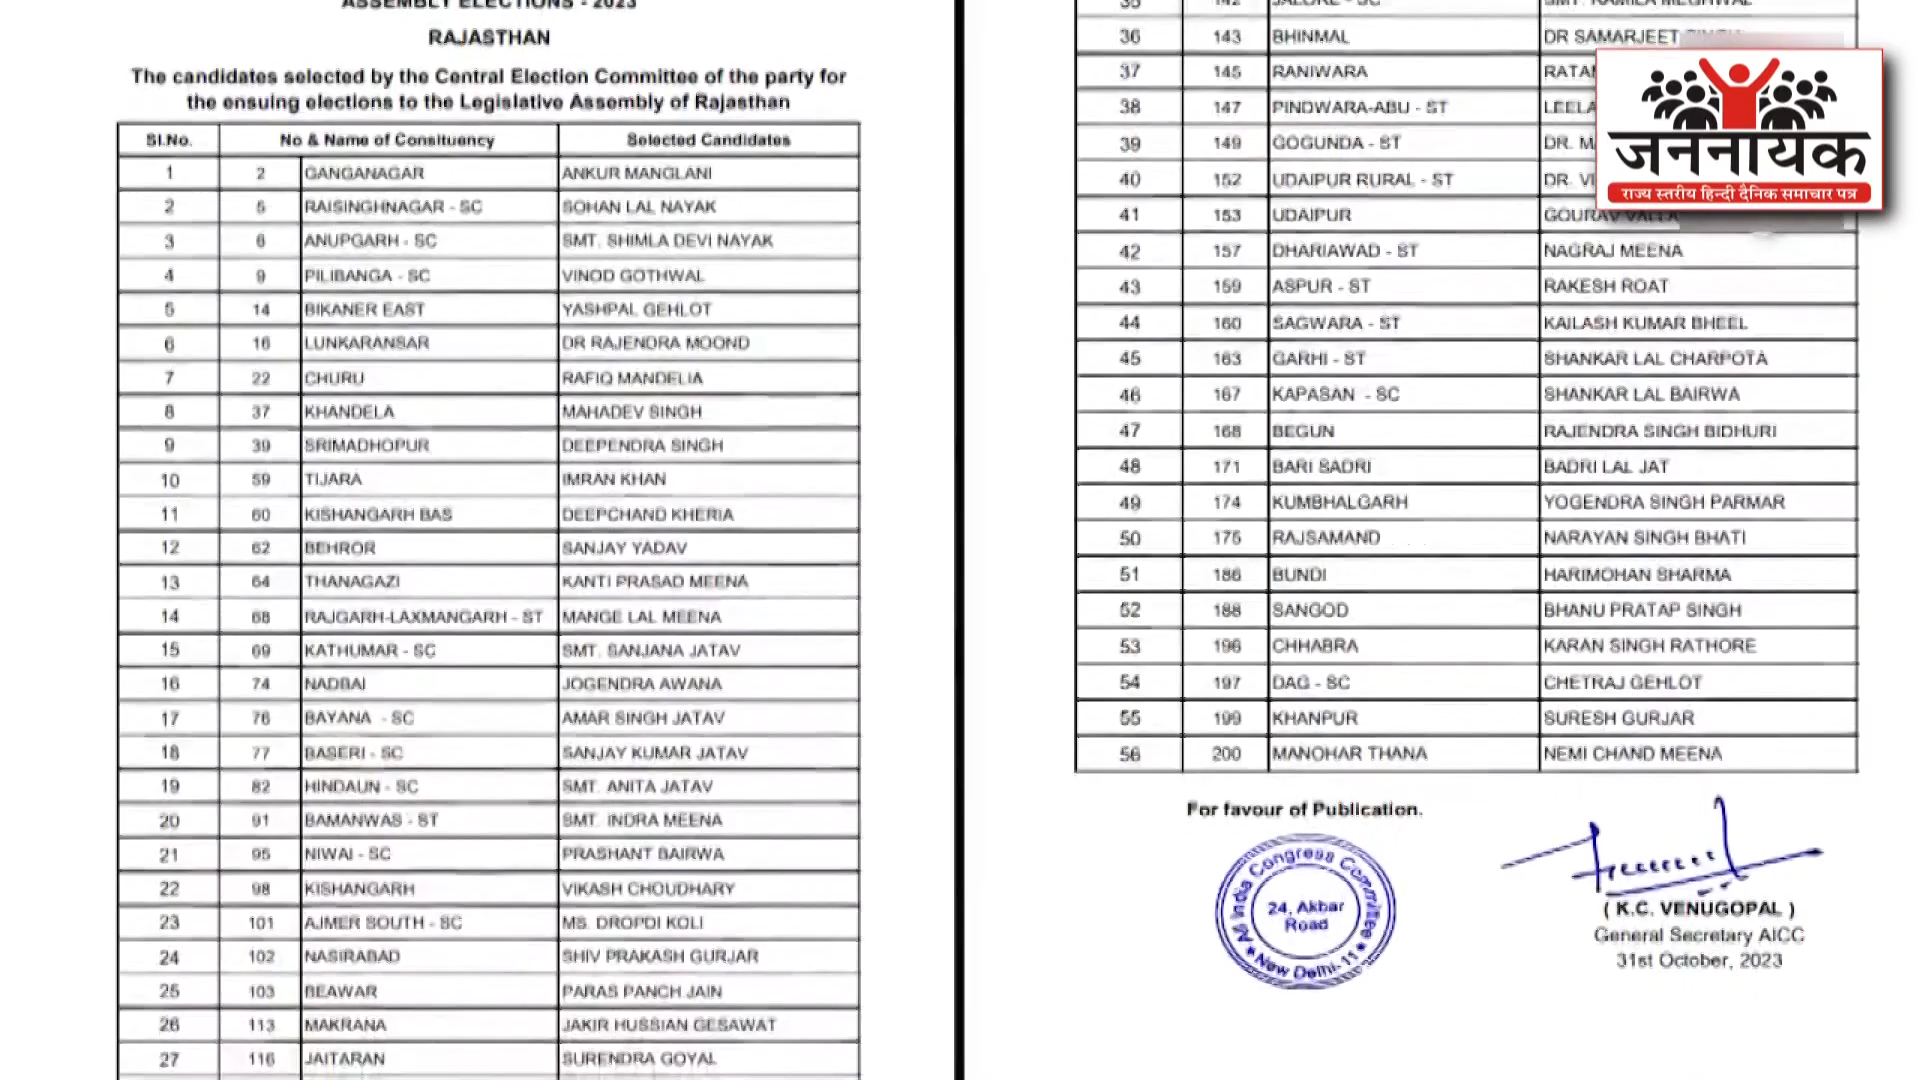 ASSEMBLY ELECTIONS - 2023
RAJASTHAN
The candidates selected by the Central Election Committee of the party for
the ensuing elections to the Legislative Assembly of Rajasthan
Sl.No. No & Name of Consituency Selected Candidates
1 2 GANGANAGAR ANKUR MANGLANI
2 5 RAISINGHNAGAR - SC SOHAN LAL NAYAK
3 6 ANUPGARH - SC SMT. SHIMLA DEVI NAYAK
4 9 PILIBANGA - SC VINOD GOTHWAL
5 14 BIKANER EAST YASHPAL GEHLOT
6 16 LUNKARANSAR DR RAJENDRA MOOND
7 22 CHURU RAFIQ MANDELIA
8 37 KHANDELA MAHADEV SINGH
9 39 SRIMADHOPUR DEEPENDRA SINGH
10 59 TIJARA IMRAN KHAN
11 60 KISHANGARH BAS DEEPCHAND KHERIA
12 62 BEHROR SANJAY YADAV
13 64 THANAGAZI KANTI PRASAD MEENA
14 68 RAJGARH-LAXMANGARH - ST MANGE LAL MEENA
15 69 KATHUMAR - SC SMT. SANJANA JATAV
16 74 NADBAI JOGENDRA AWANA
17 76 BAYANA - SC AMAR SINGH JATAV
18 77 BASERI - SC SANJAY KUMAR JATAV
19 82 HINDAUN - SC SMT. ANITA JATAV
20 91 BAMANWAS - ST SMT. INDRA MEENA
21 95 NIWAI - SC PRASHANT BAIRWA
22 98 KISHANGARH VIKASH CHOUDHARY
23 101 AJMER SOUTH - SC MS. DROPDI KOLI
24 102 NASIRABAD SHIV PRAKASH GURJAR
25 103 BEAWAR PARAS PANCH JAIN
26 113 MAKRANA JAKIR HUSSIAN GESAWAT
27 116 JAITARAN SURENDRA GOYAL
35 142 JALORE - SC SMT. RAMILA MEGHWAL
36 143 BHINMAL DR SAMARJEET
37 145 RANIWARA
38 147 PINDWARA-ABU - ST
39 149 GOGUNDA - ST DR.
40 152 UDAIPUR RURAL - ST DR.
41 153 UDAIPUR GOURAV
42 157 DHARIAWAD - ST NAGRAJ MEENA
43 159 ASPUR - ST RAKESH ROAT
44 160 SAGWARA - ST KAILASH KUMAR BHEEL
45 163 GARHI - ST SHANKAR LAL CHARPOTA
46 167 KAPASAN - SC SHANKAR LAL BAIRWA
47 168 BEGUN RAJENDRA SINGH BIDHURI
48 171 BARI SADRI BADRI LAL JAT
49 174 KUMBHALGARH YOGENDRA SINGH PARMAR
50 175 RAJSAMAND NARAYAN SINGH BHATI
51 186 BUNDI HARIMOHAN SHARMA
52 188 SANGOD BHANU PRATAP SINGH
53 196 CHHABRA KARAN SINGH RATHORE
54 197 DAG - SC CHETRAJ GEHLOT
55 199 KHANPUR SURESH GURJAR
56 200 MANOHAR THANA NEMI CHAND MEENA
For favour of Publication.
All India Congress Committee
24, Akbar
Road
New Delhi-11
( K.C. VENUGOPAL )
General Secretary AICC
31st October, 2023
जननायक
राज्य स्तरीय हिन्दी दैनिक समाचार पत्र